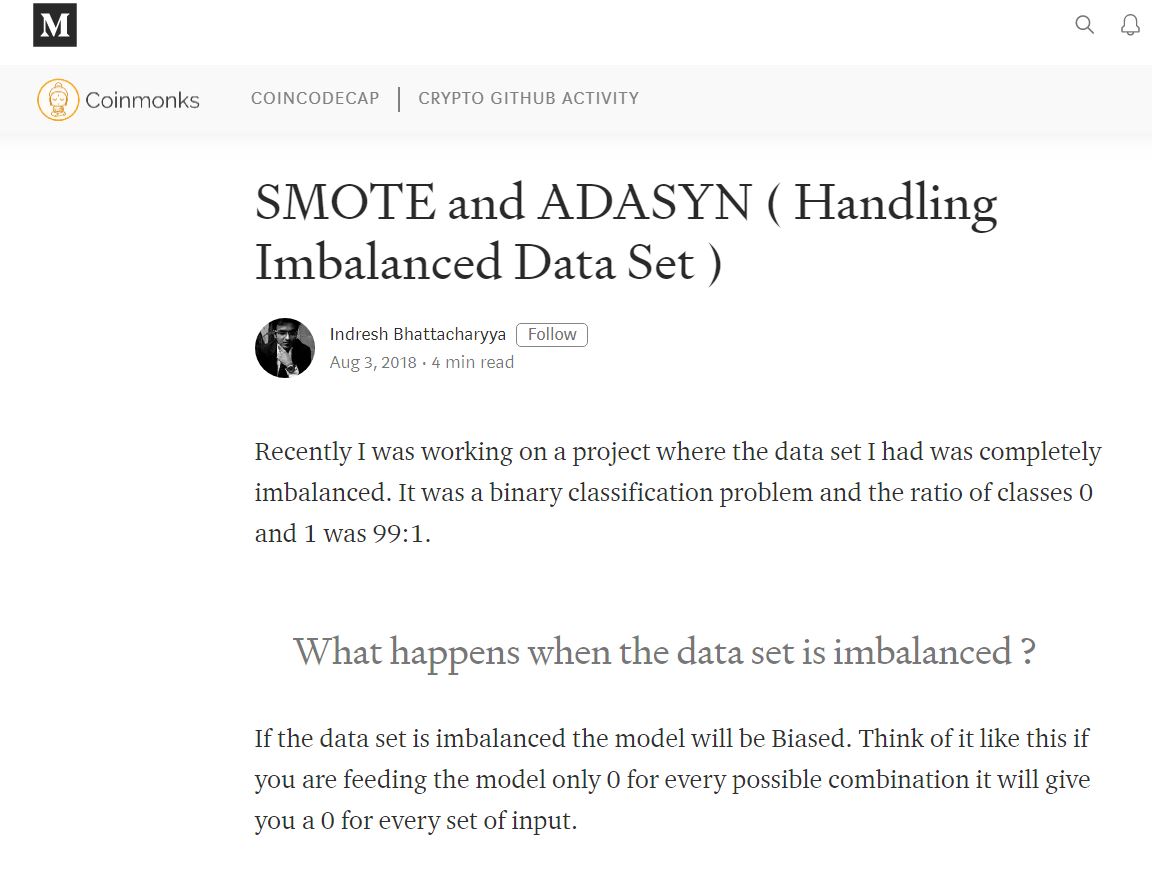 M
Coinmonks
COINCODECAP | CRYPTO GITHUB ACTIVITY
SMOTE and ADASYN ( Handling
Imbalanced Data Set )
Indresh Bhattacharyya Follow
Aug 3, 2018 · 4 min read
Recently I was working on a project where the data set I had was completely
imbalanced. It was a binary classification problem and the ratio of classes 0
and 1 was 99:1.
What happens when the data set is imbalanced ?
If the data set is imbalanced the model will be Biased. Think of it like this if
you are feeding the model only 0 for every possible combination it will give
you a 0 for every set of input.